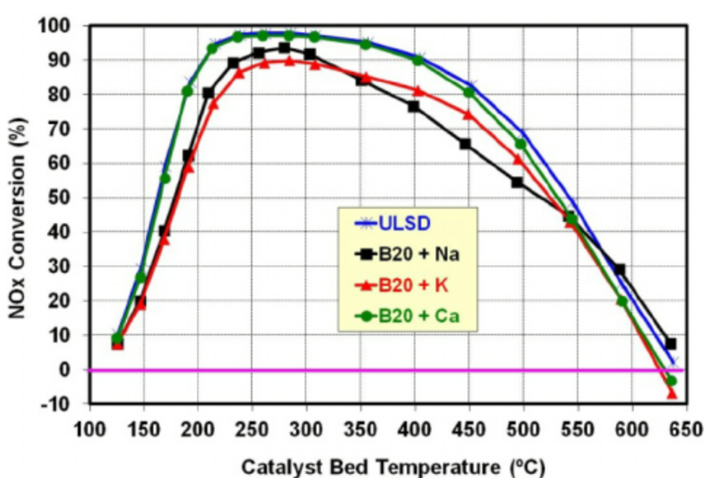 100
90
80
70
60
50
40
30
20
10
0
-10
NOx Conversion (%)
ULSD
B20 + Na
B20 + K
B20 + Ca
100 150 200 250 300 350 400 450 500 550 600 650
Catalyst Bed Temperature (ºC)